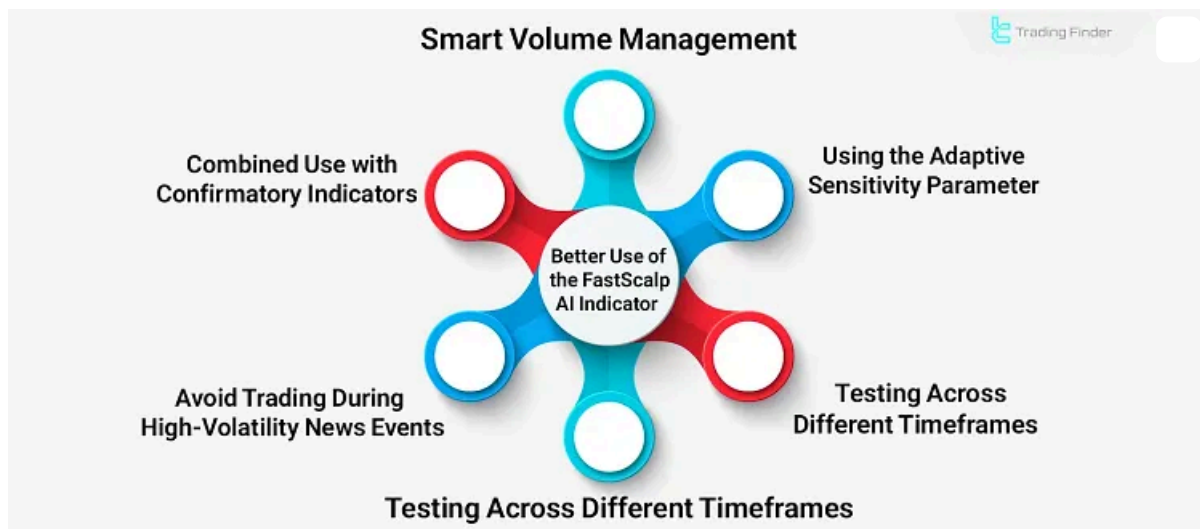 Smart Volume Management
Trading Finder
Combined Use with
Confirmatory Indicators
Using the Adaptive
Sensitivity Parameter
Better Use of
the FastScalp
AI Indicator
Avoid Trading During
High-Volatility News Events
Testing Across
Different Timeframes
Testing Across Different Timeframes